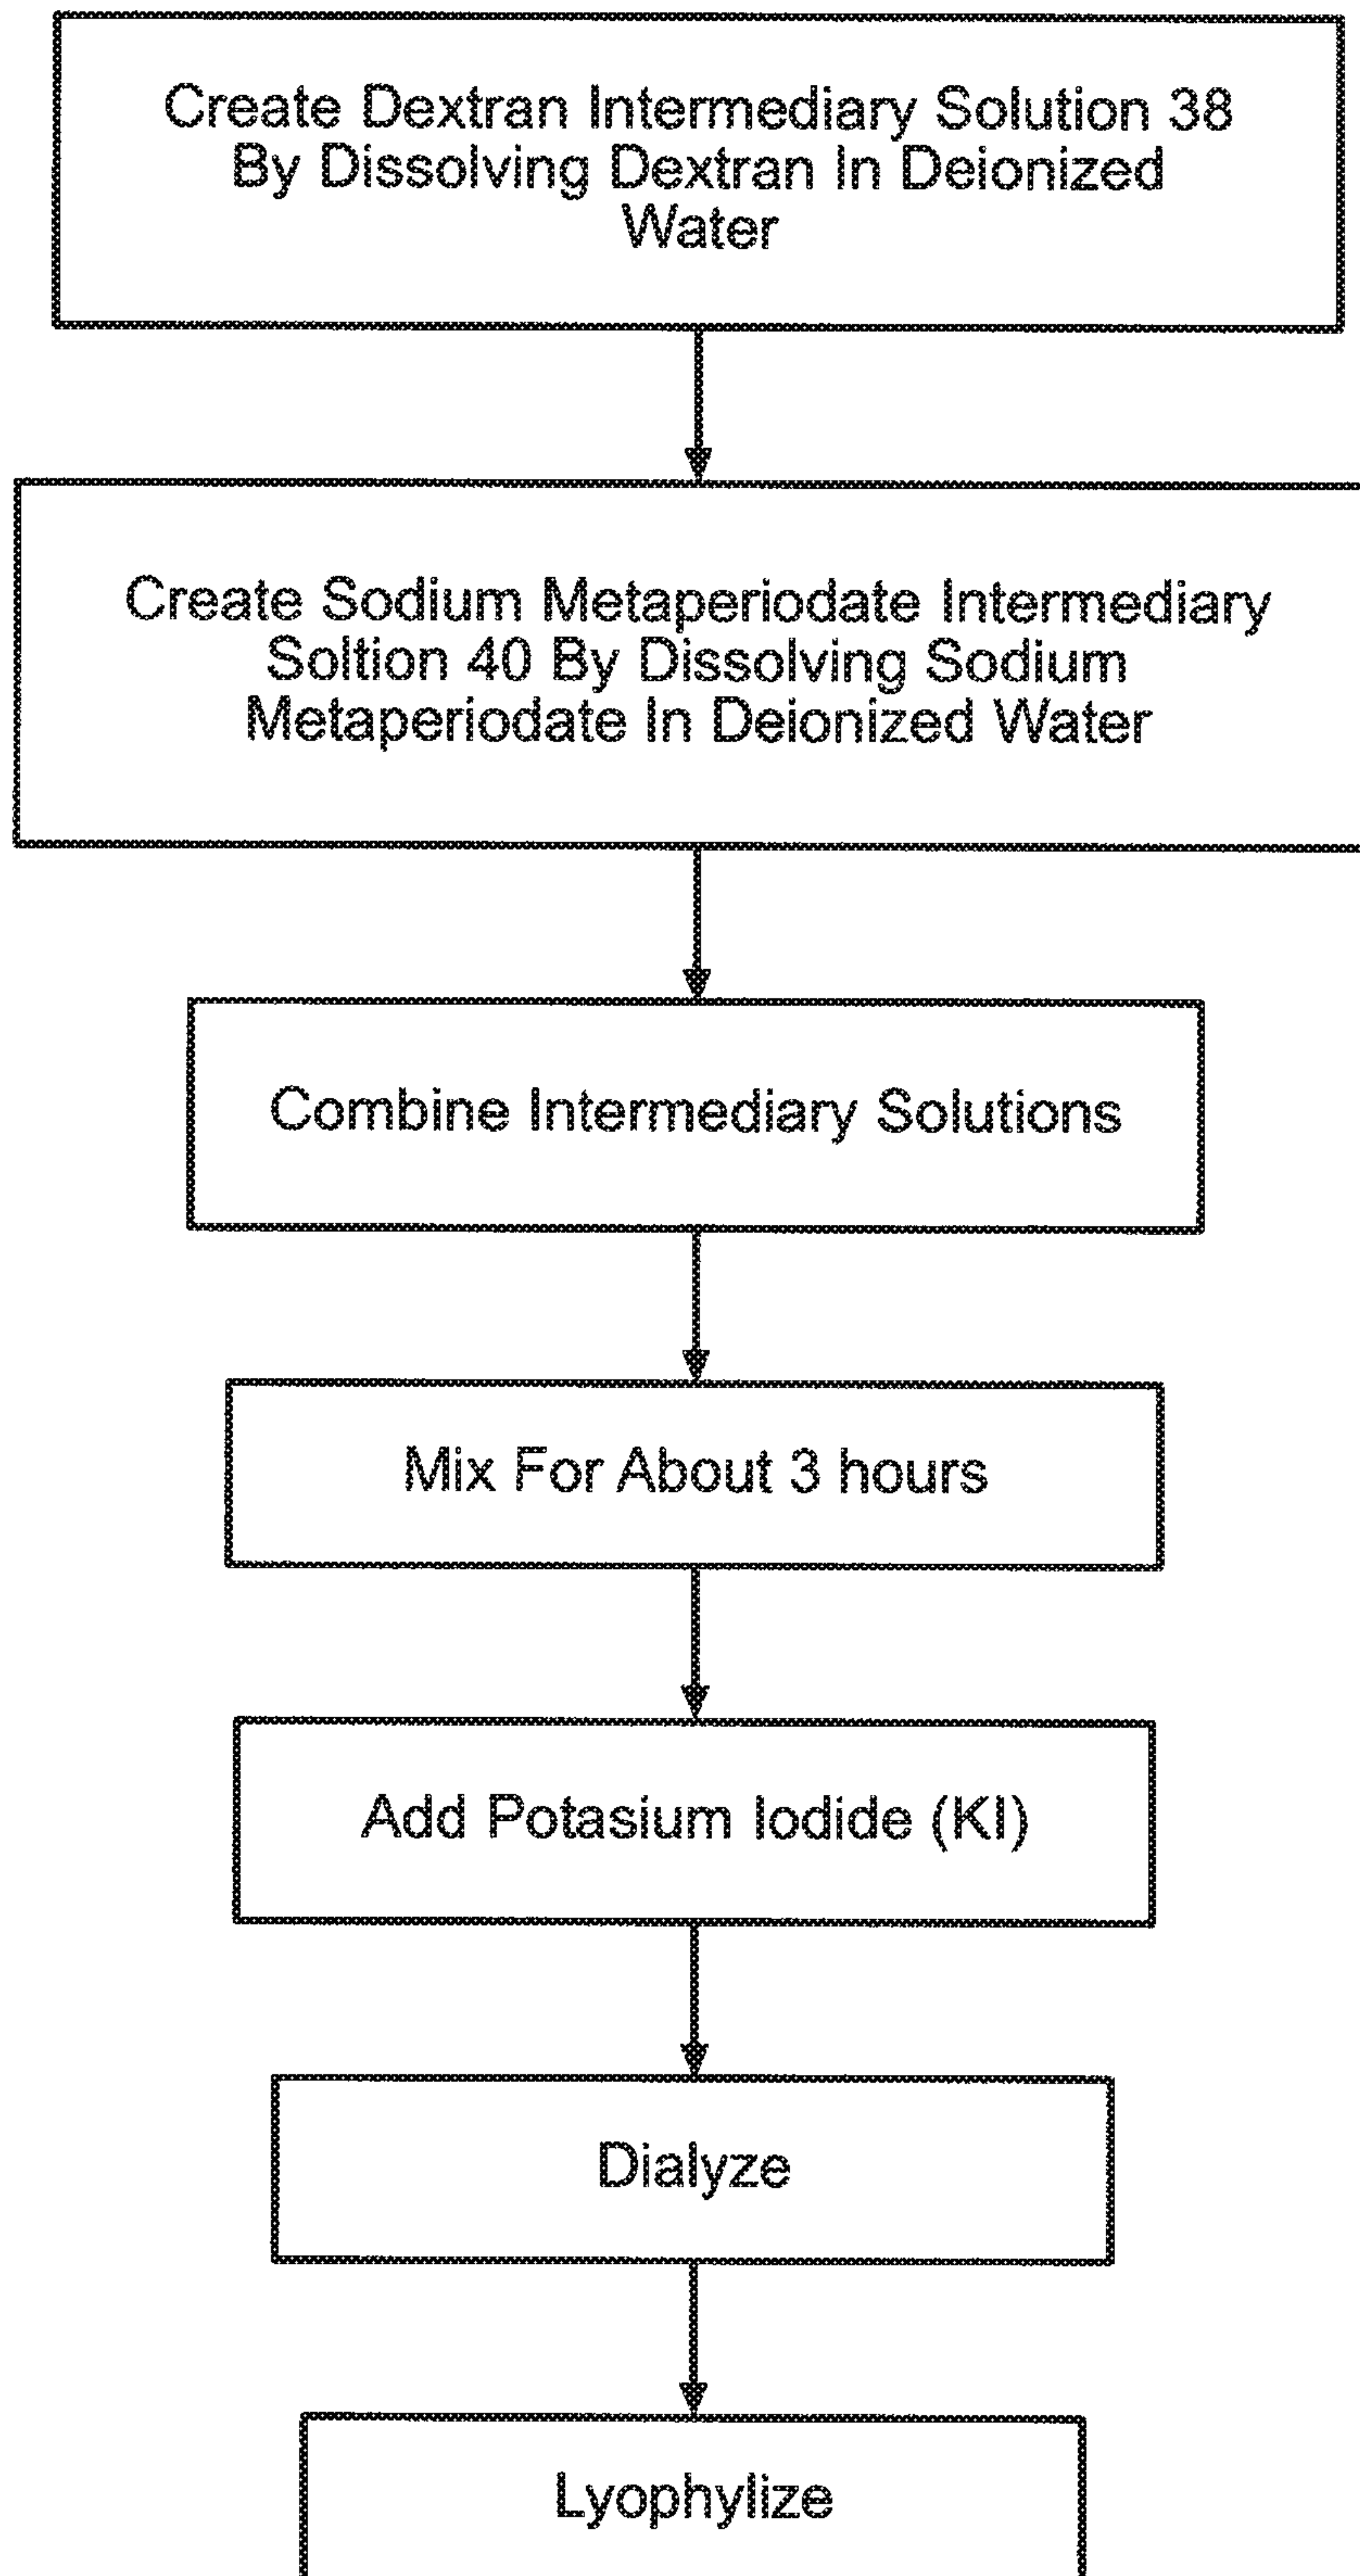 Create Dextran Intermediary Solution 38
By Dissolving Dextran In Deionized
Water
Create Sodium Metaperiodate Intermediary
Soltion 40 By Dissolving Sodium
Metaperiodate In Deionized Water
Combine Intermediary Solutions
Mix For About 3 hours
Add Potasium Iodide (KI)
Dialyze
Lyophylize